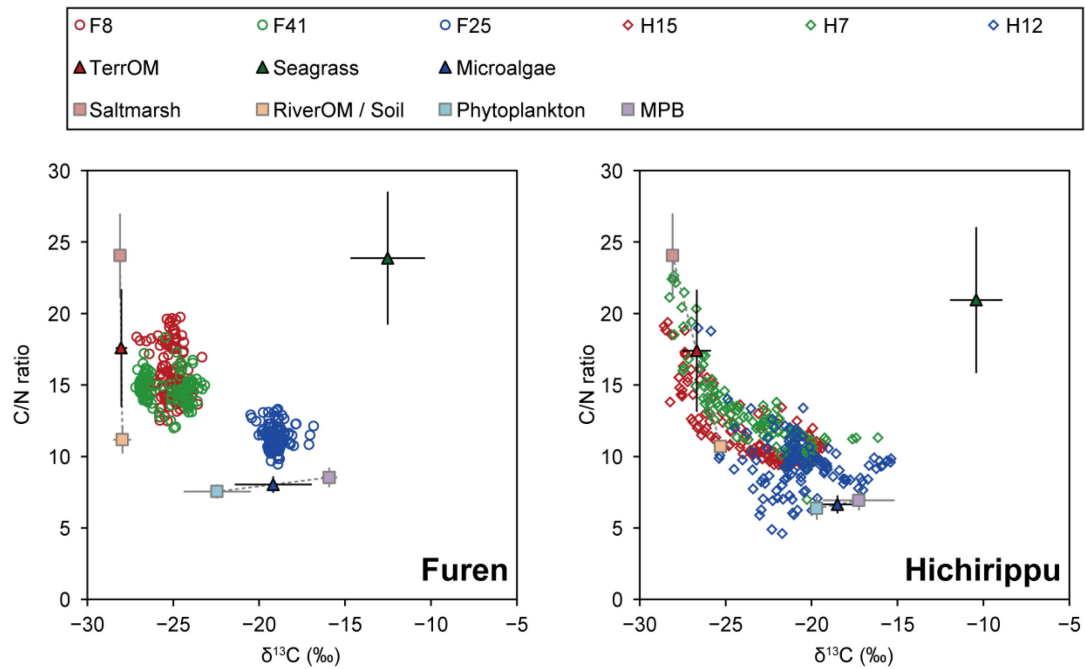 F8 F41 F25 H15 H7 H12
TerrOM Seagrass Microalgae
Saltmarsh RiverOM / Soil Phytoplankton MPB
30
25
20
15
10
5
0
C/N ratio
−30 −25 −20 −15 −10 −5
δ¹³C (‰)
Furen
30
25
20
15
10
5
0
C/N ratio
−30 −25 −20 −15 −10 −5
δ¹³C (‰)
Hichirippu